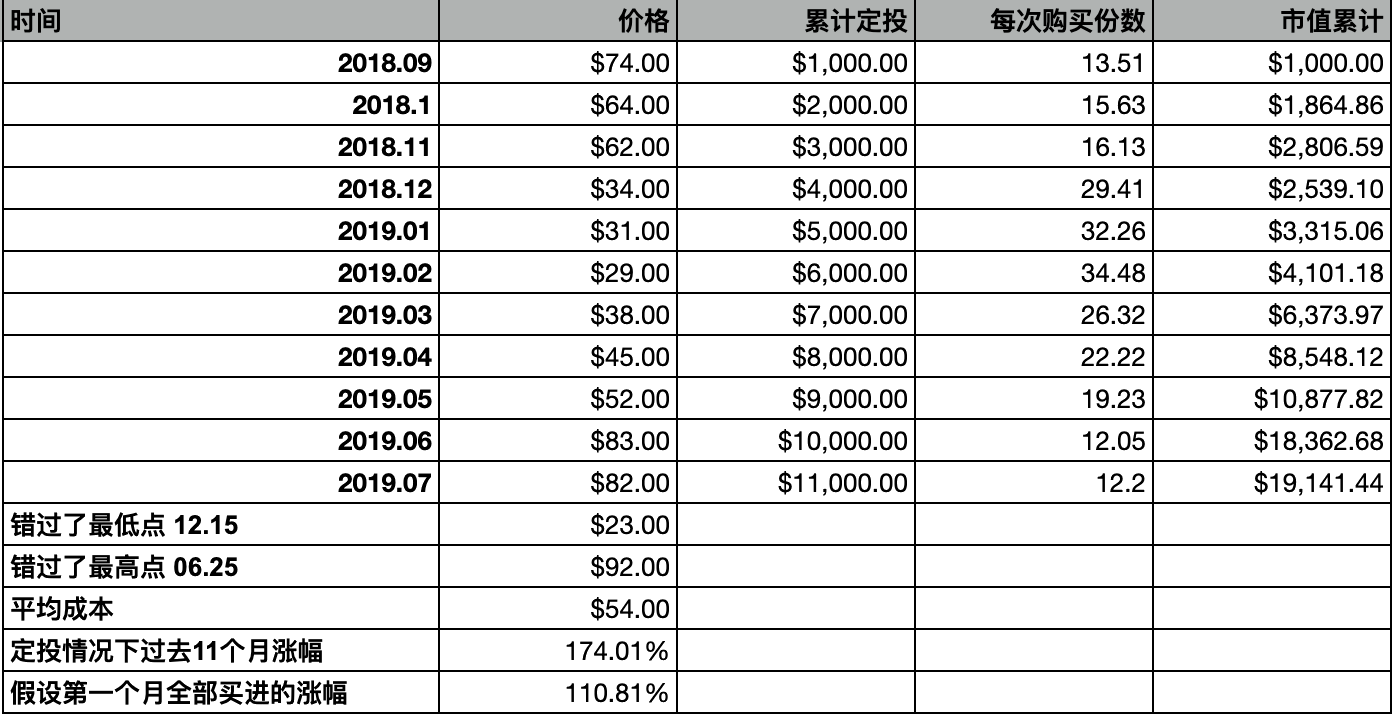 时间 价格 累计定投 每次购买份数 市值累计
2018.09 $74.00 $1,000.00 13.51 $1,000.00
2018.1 $64.00 $2,000.00 15.63 $1,864.86
2018.11 $62.00 $3,000.00 16.13 $2,806.59
2018.12 $34.00 $4,000.00 29.41 $2,539.10
2019.01 $31.00 $5,000.00 32.26 $3,315.06
2019.02 $29.00 $6,000.00 34.48 $4,101.18
2019.03 $38.00 $7,000.00 26.32 $6,373.97
2019.04 $45.00 $8,000.00 22.22 $8,548.12
2019.05 $52.00 $9,000.00 19.23 $10,877.82
2019.06 $83.00 $10,000.00 12.05 $18,362.68
2019.07 $82.00 $11,000.00 12.2 $19,141.44
错过了最低点 12.15 $23.00
错过了最高点 06.25 $92.00
平均成本 $54.00
定投情况下过去11个月涨幅 174.01%
假设第一个月全部买进的涨幅 110.81%